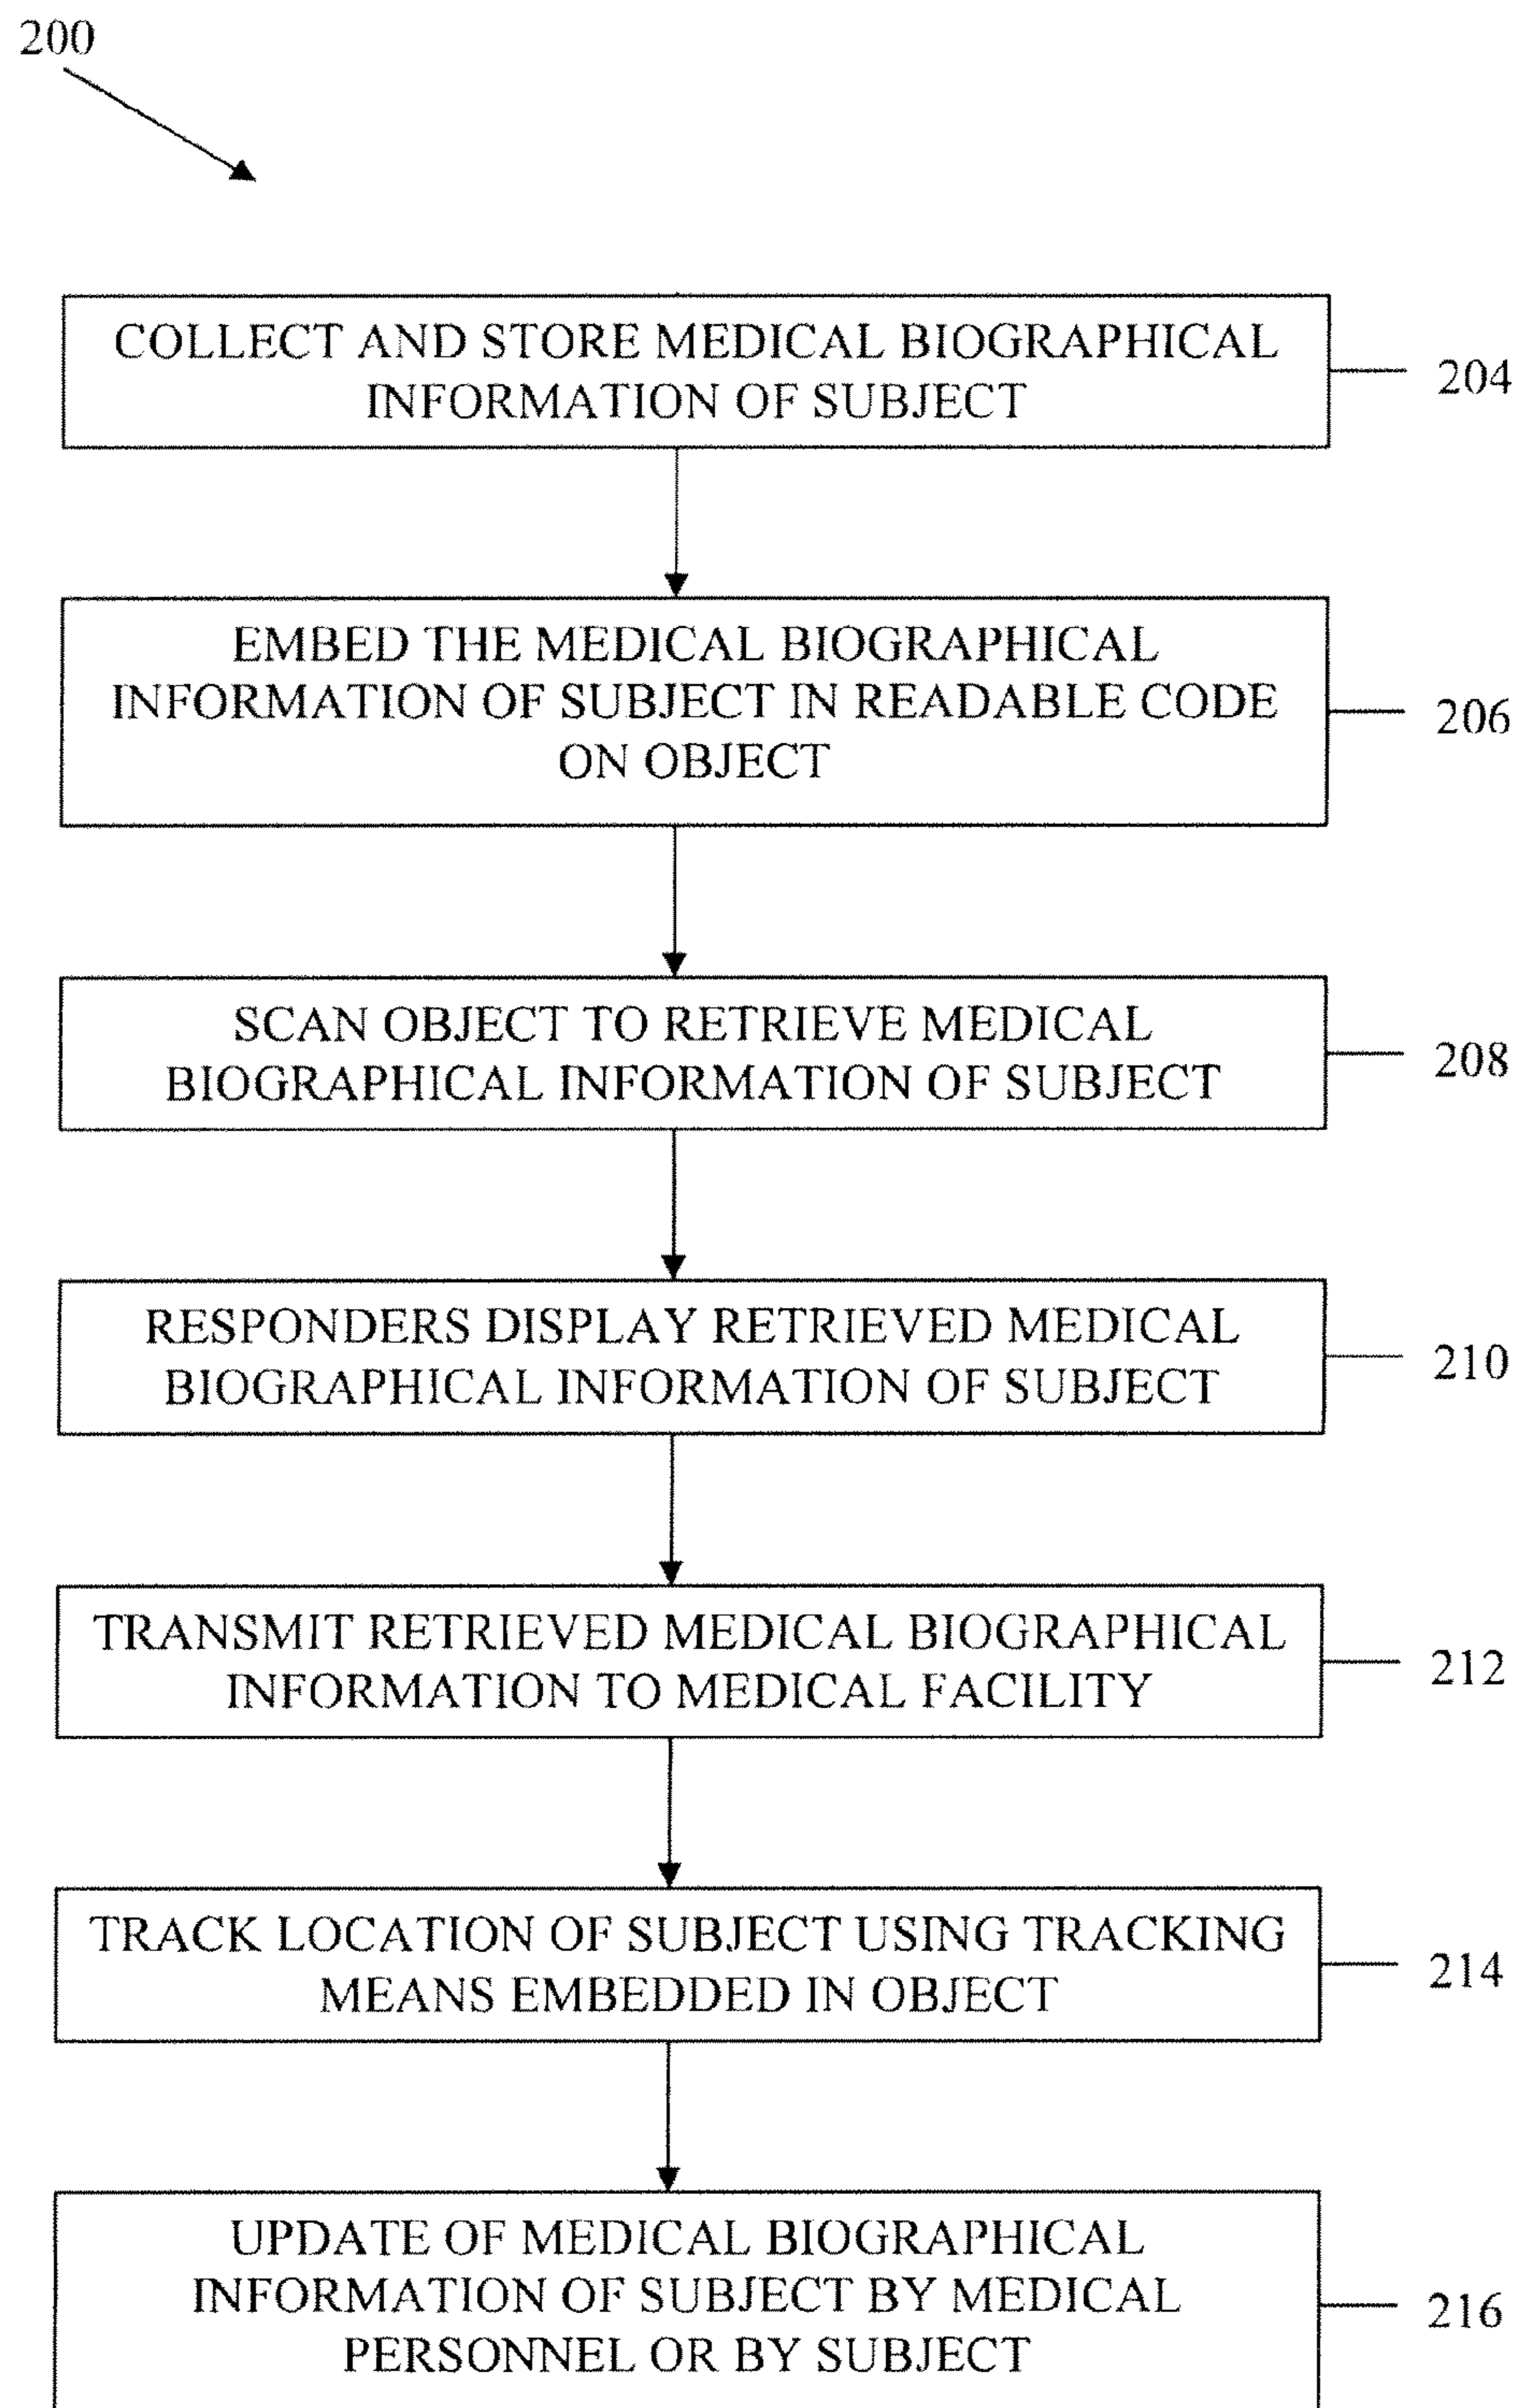 200
COLLECT AND STORE MEDICAL BIOGRAPHICAL
INFORMATION OF SUBJECT
204
EMBED THE MEDICAL BIOGRAPHICAL
INFORMATION OF SUBJECT IN READABLE CODE
ON OBJECT
206
SCAN OBJECT TO RETRIEVE MEDICAL
BIOGRAPHICAL INFORMATION OF SUBJECT
208
RESPONDERS DISPLAY RETRIEVED MEDICAL
BIOGRAPHICAL INFORMATION OF SUBJECT
210
TRANSMIT RETRIEVED MEDICAL BIOGRAPHICAL
INFORMATION TO MEDICAL FACILITY
212
TRACK LOCATION OF SUBJECT USING TRACKING
MEANS EMBEDDED IN OBJECT
214
UPDATE OF MEDICAL BIOGRAPHICAL
INFORMATION OF SUBJECT BY MEDICAL
PERSONNEL OR BY SUBJECT
216